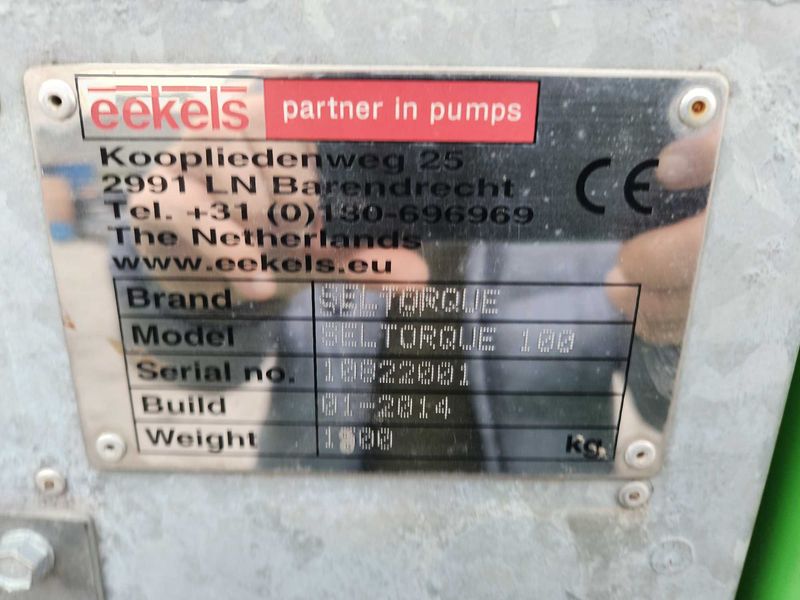 eekels partner in pumps
Koopliedenweg 25
2991 LN Barendrecht
Tel. +31 (0)180-696969
The Netherlands
www.eekels.eu
CE
Brand SELTORQUE
Model SELTORQUE 100
Serial no. 10822001
Build 01-2014
Weight kg.